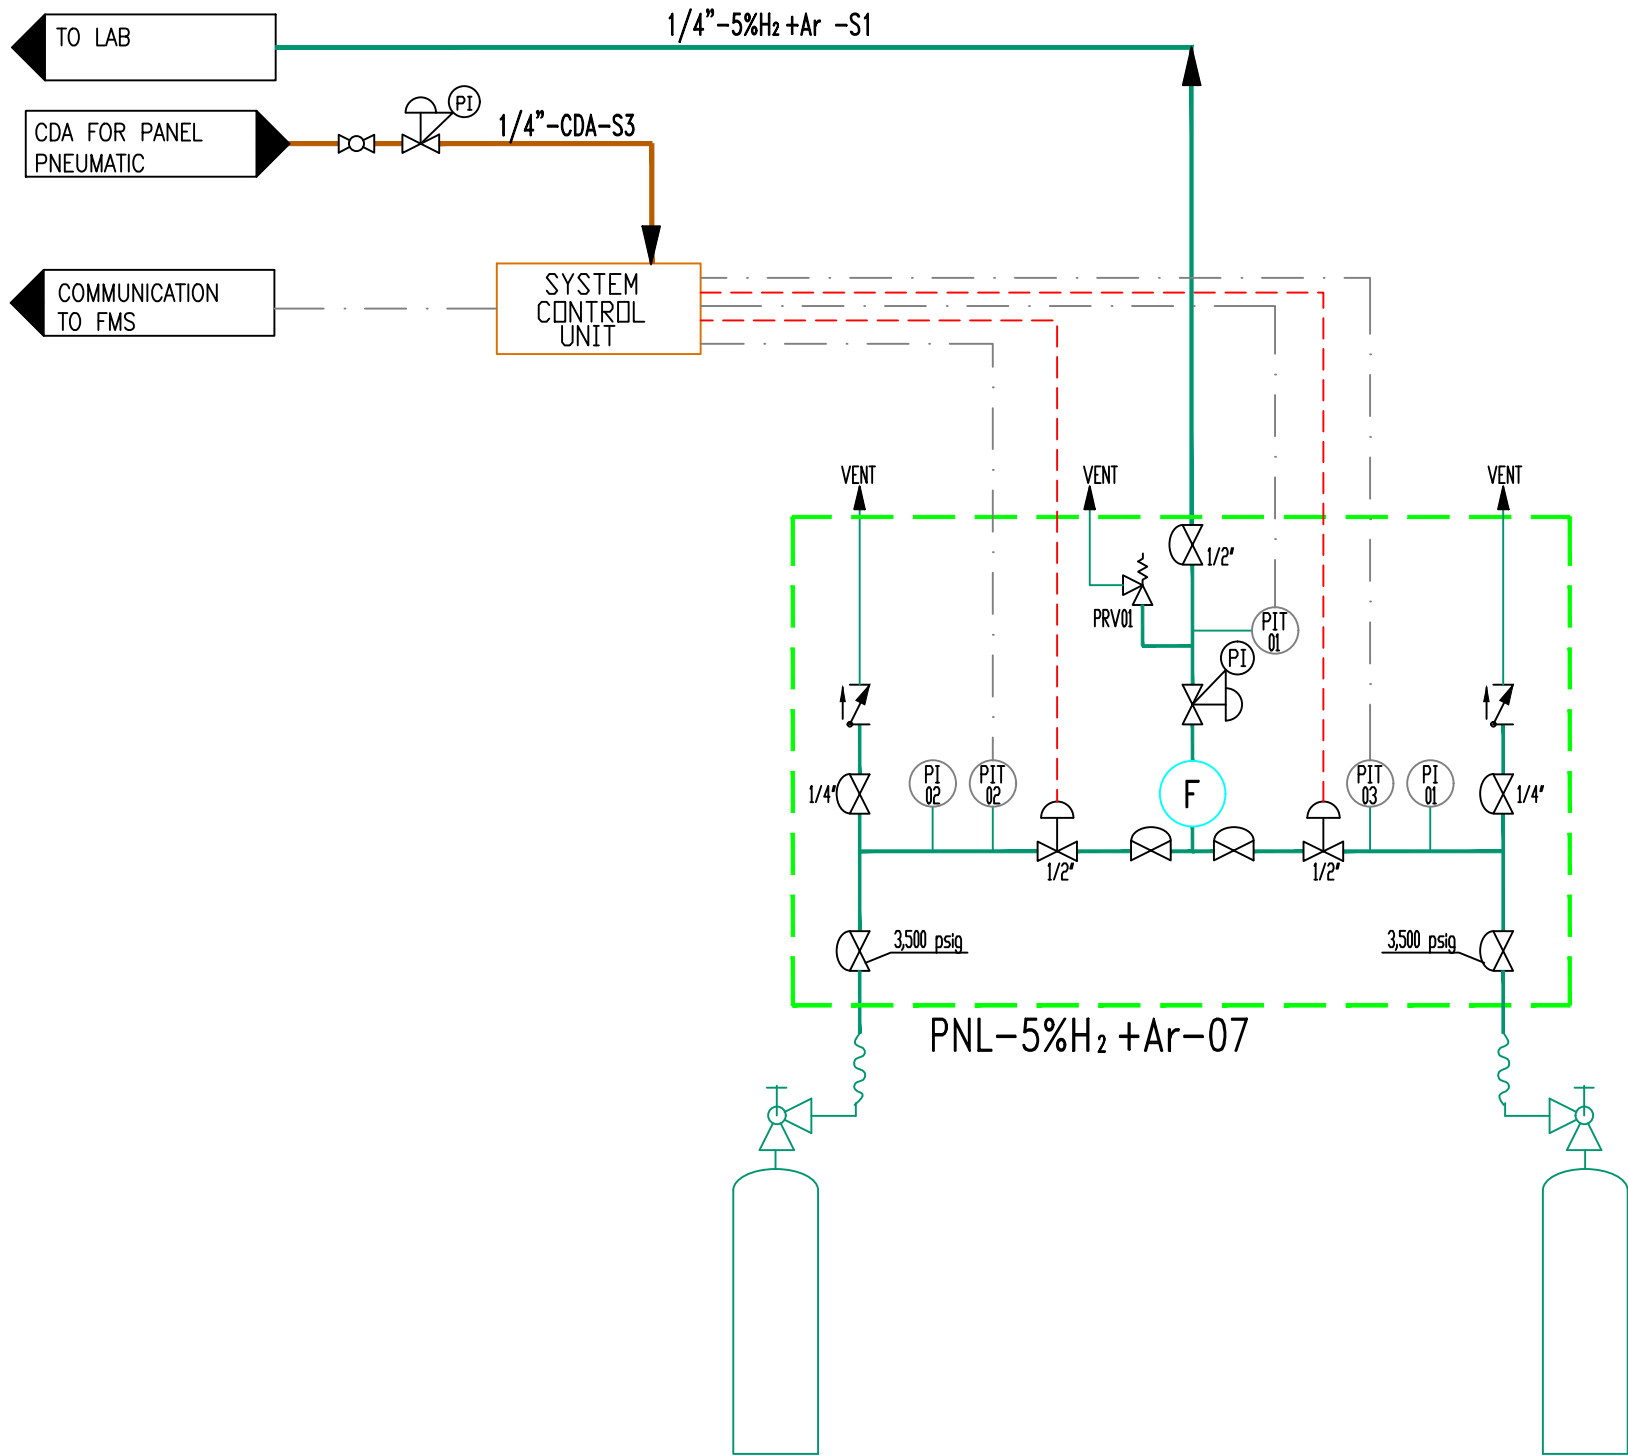 1/4”-5%H₂+Ar -S1
TO LAB
PI
CDA FOR PANEL
PNEUMATIC
1/4”-CDA-S3
COMMUNICATION
TO FMS
SYSTEM
CONTROL
UNIT
VENT
VENT
VENT
1/2"
PRV01
PIT
01
PI
PI
02
PIT
02
F
PIT
03
PI
01
1/4"
1/4"
1/2"
1/2"
3,500 psig
3,500 psig
PNL-5%H₂+Ar-07